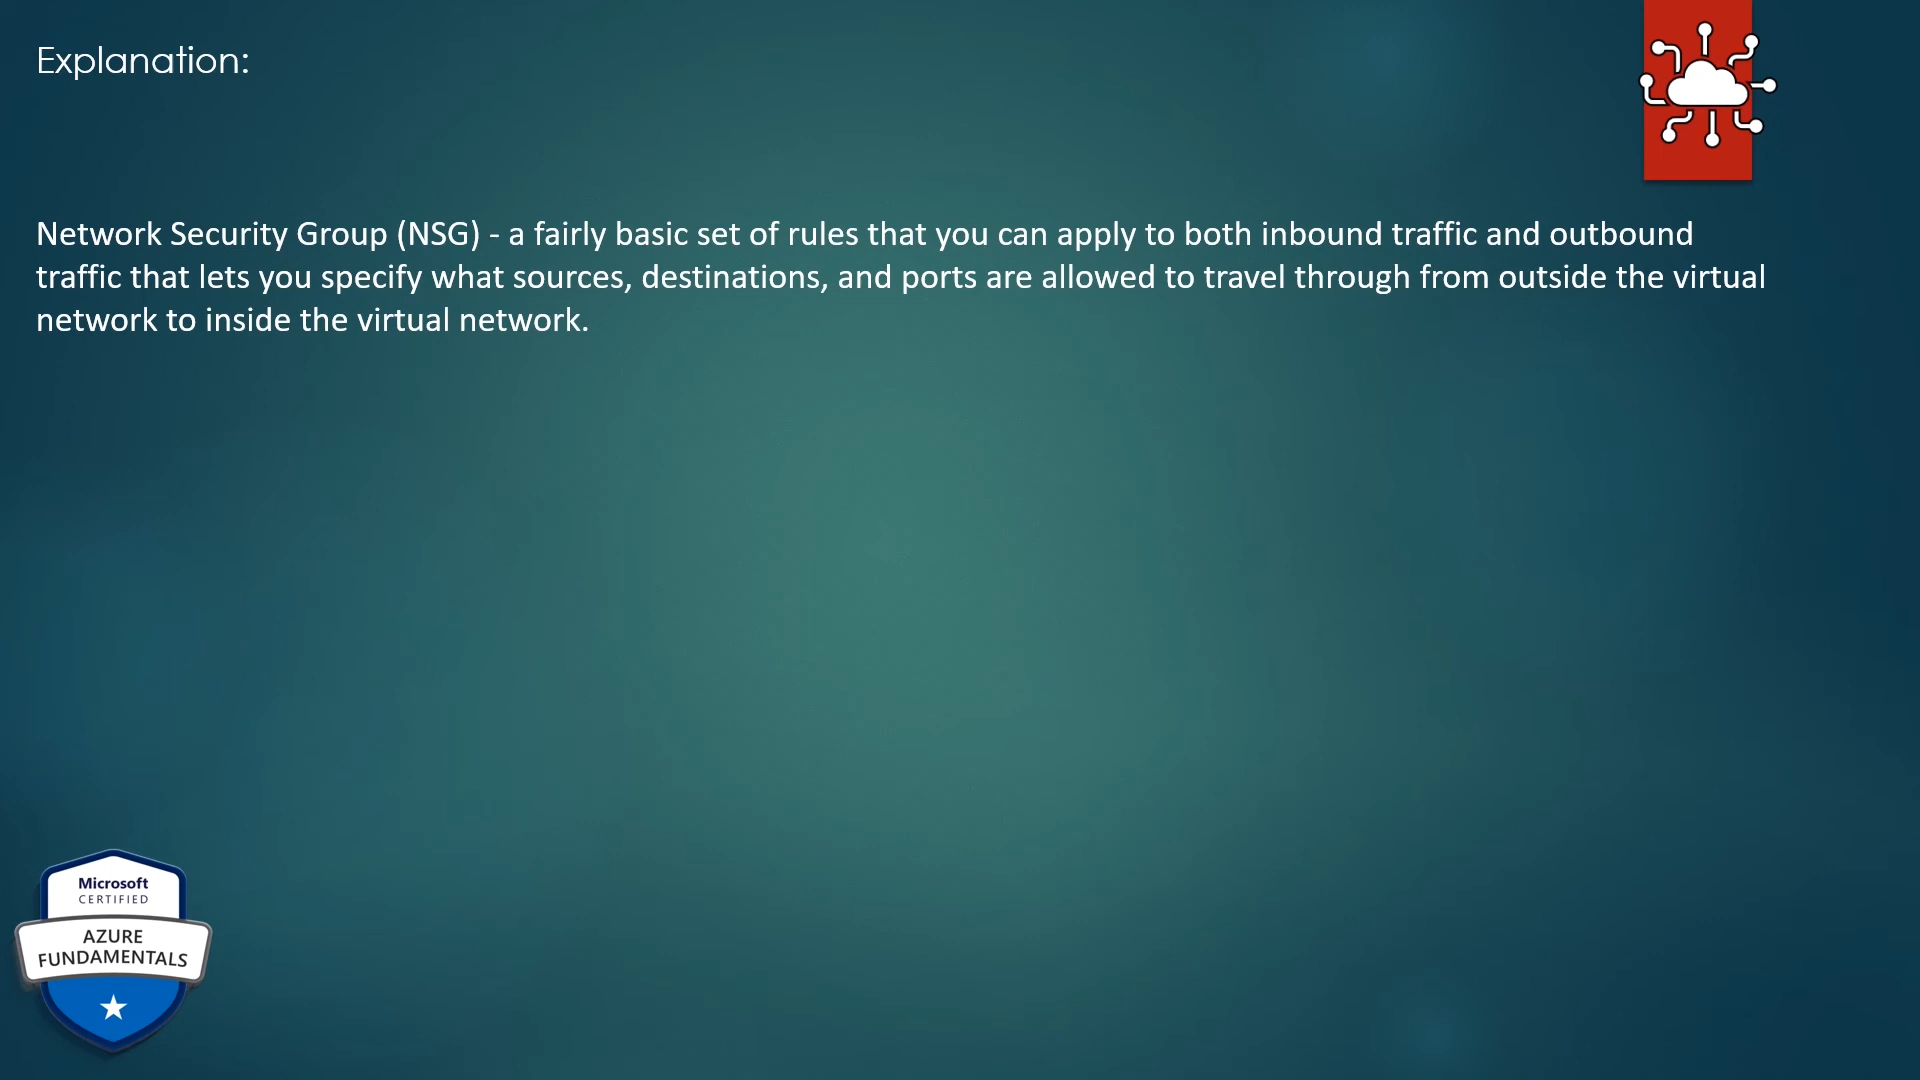 Explanation:
Network Security Group (NSG) - a fairly basic set of rules that you can apply to both inbound traffic and outbound
traffic that lets you specify what sources, destinations, and ports are allowed to travel through from outside the virtual
network to inside the virtual network.
Microsoft
CERTIFIED
AZURE
FUNDAMENTALS